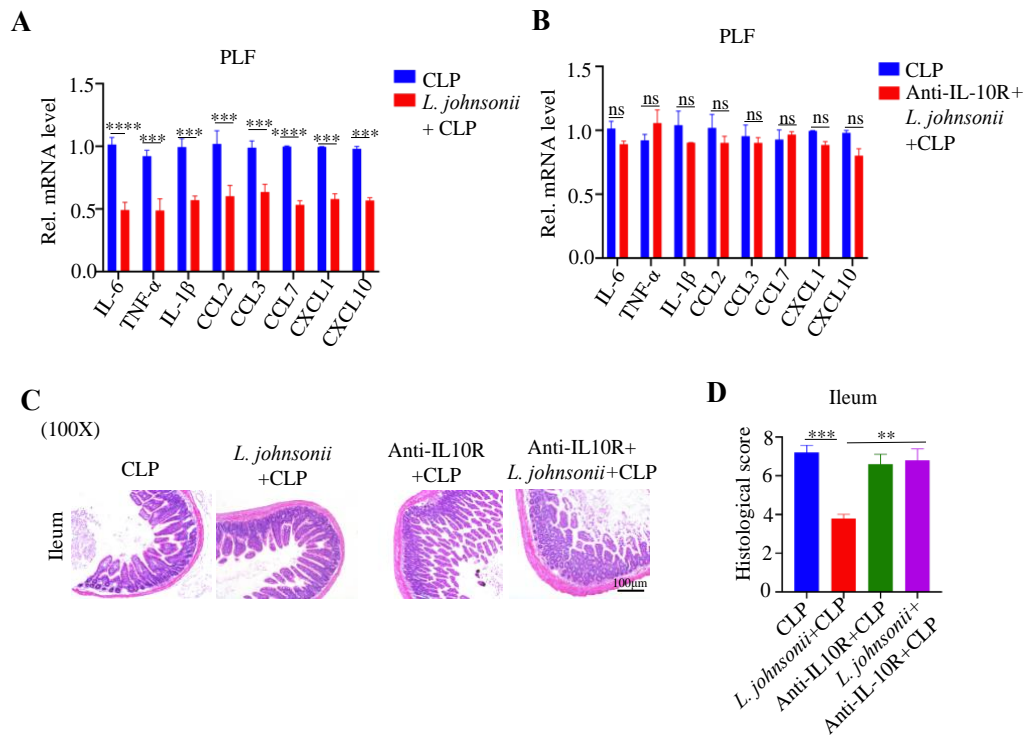 A
PLF
CLP
L. johnsonii
+ CLP
Rel. mRNA level
1.5
1.0
0.5
0.0
**** *** *** *** *** **** *** ***
IL-6
TNF-α
IL-1β
CCL2
CCL3
CCL7
CXCL1
CXCL10
B
PLF
CLP
Anti-IL-10R+
L. johnsonii
+CLP
Rel. mRNA level
1.5
1.0
0.5
0.0
ns ns ns ns ns ns ns ns
IL-6
TNF-α
IL-1β
CCL2
CCL3
CCL7
CXCL1
CXCL10
C
(100X)
CLP
L. johnsonii
+CLP
Anti-IL10R
+CLP
Anti-IL10R+
L. johnsonii+CLP
Ileum
100μm
D
Ileum
Histological score
8
6
4
2
0
*** **
CLP
L. johnsonii+CLP
Anti-IL10R+CLP
L. johnsonii+
Anti-IL-10R+CLP